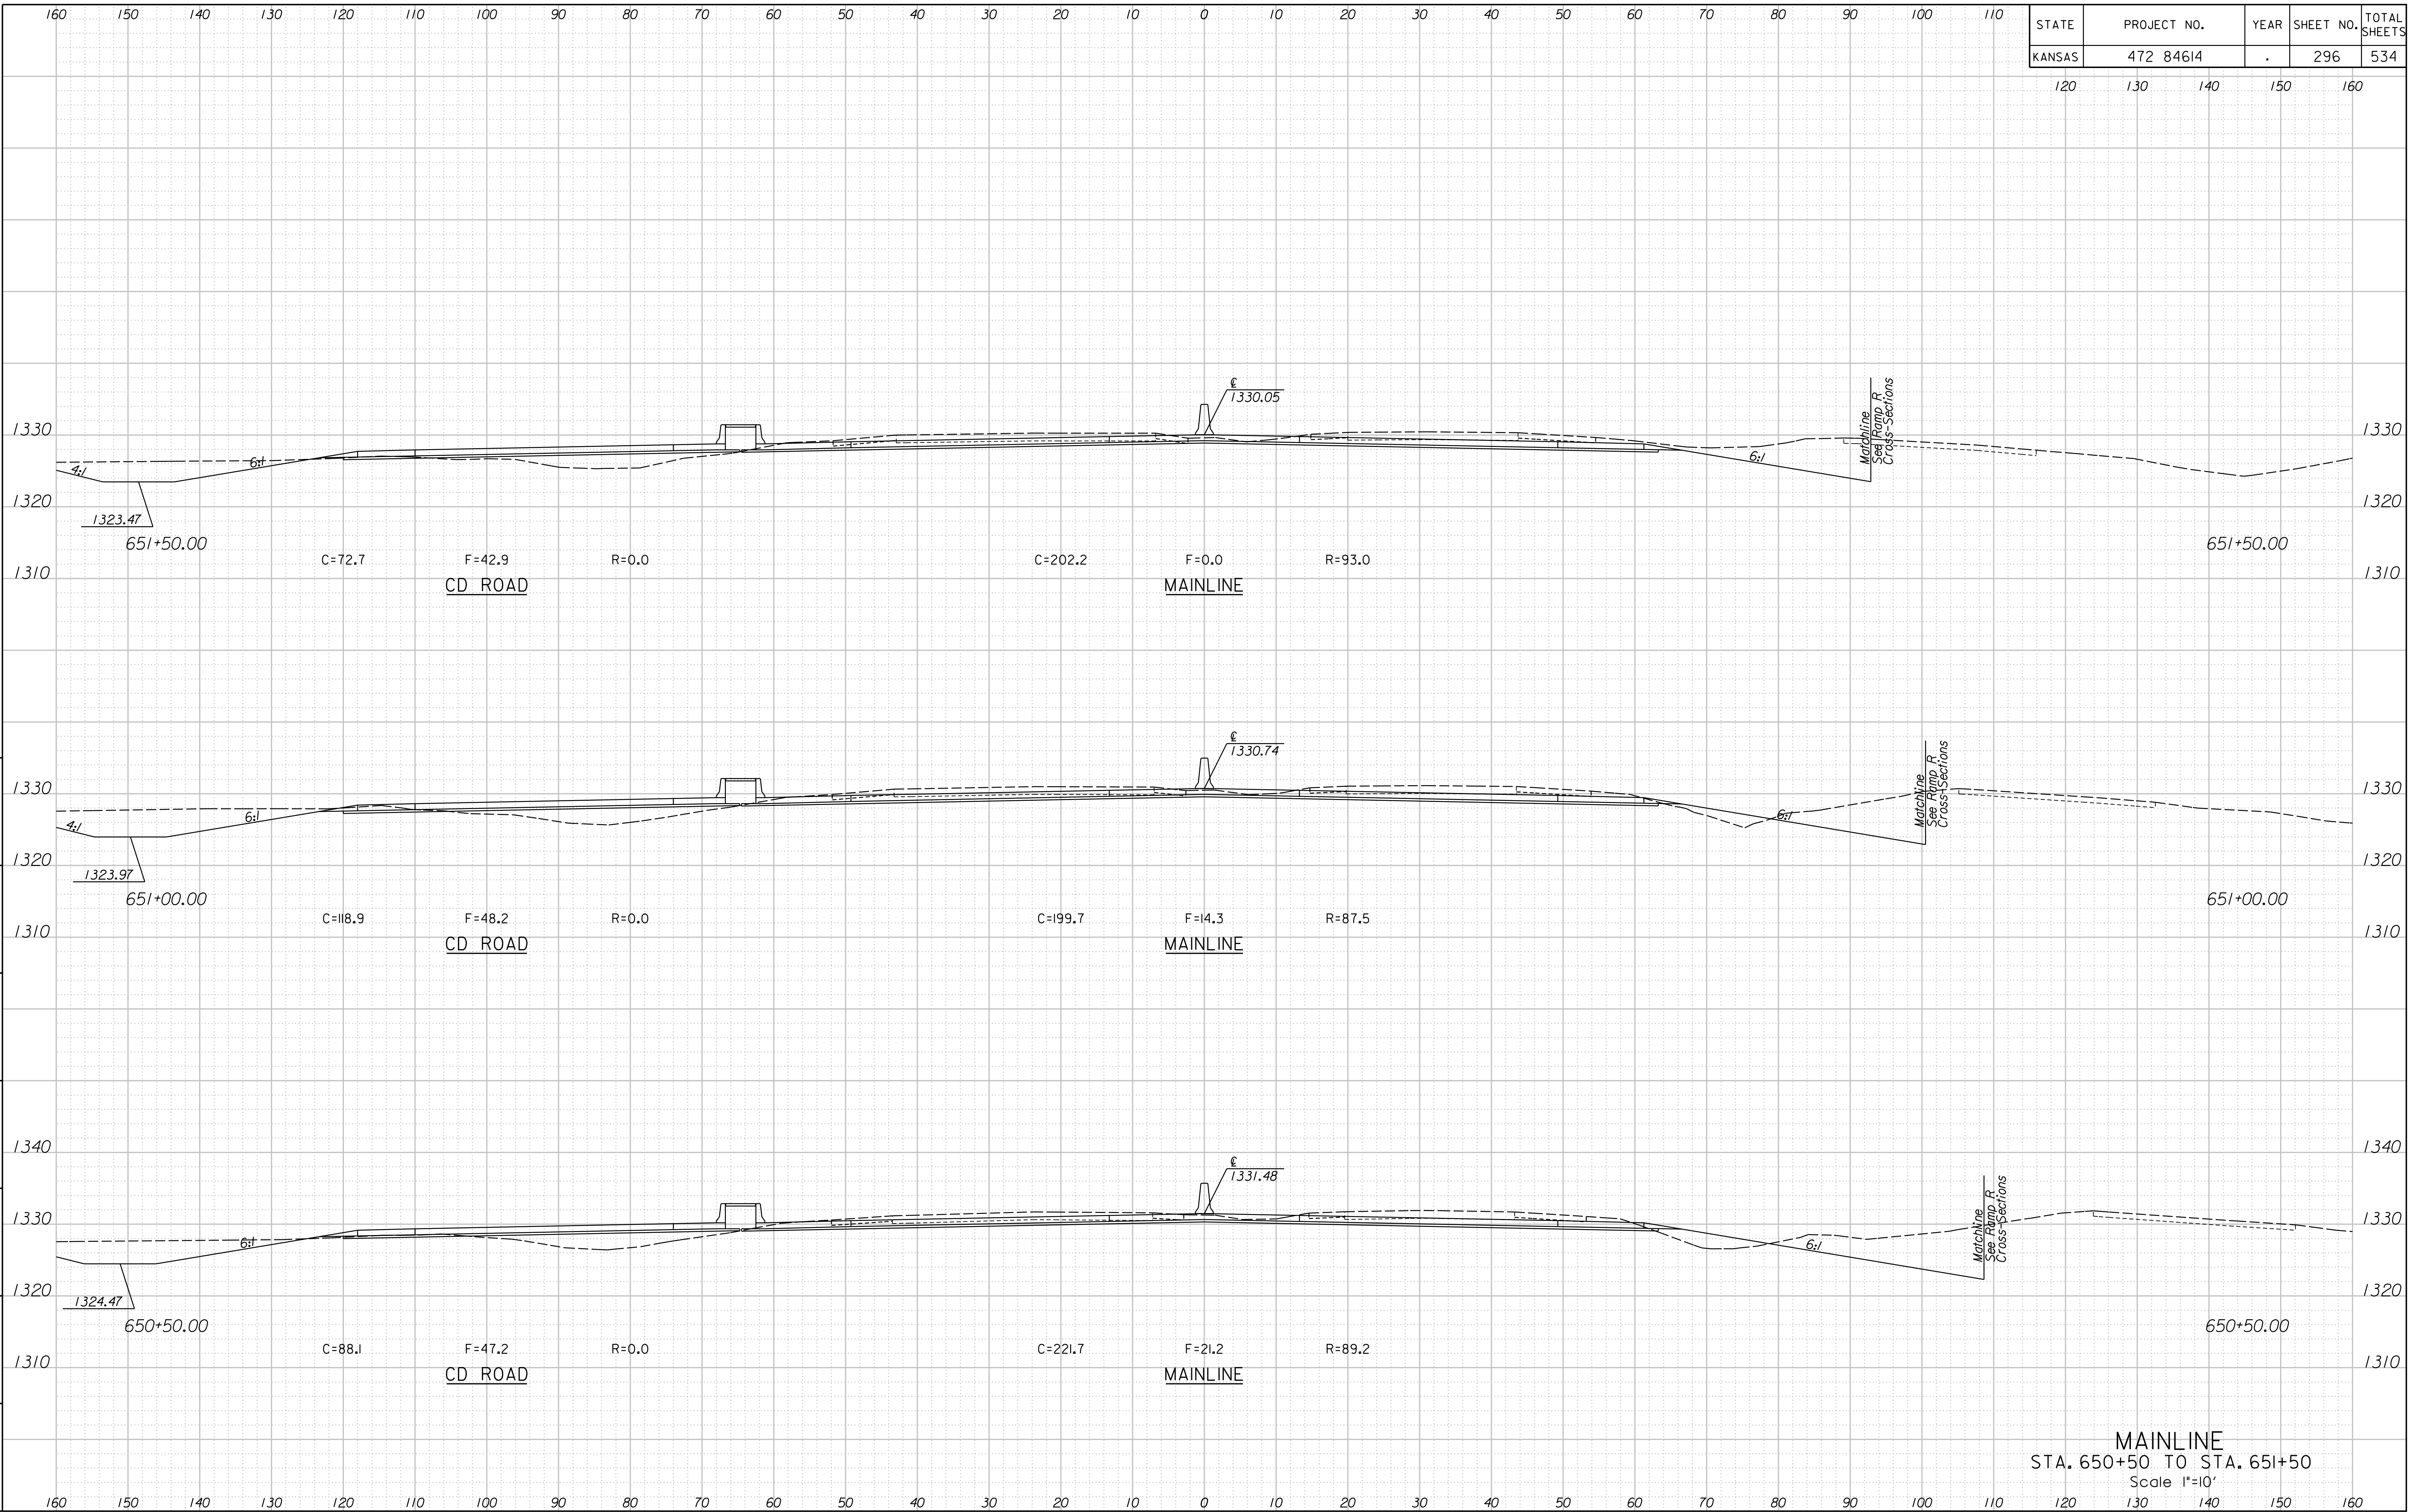 160 150 140 130 120 110 100 90 80 70 60 50 40 30 20 10 0 10 20 30 40 50 60 70 80 90 100 110
STATE PROJECT NO. YEAR SHEET NO. TOTAL SHEETS
KANSAS 472 84614 . 296 534
120 130 140 150 160
℄
1330.05
Matchline
See Ramp R
Cross-Sections
1330 1330
4:1 6:1 6:1
1320 1320
1323.47
651+50.00 651+50.00
C=72.7 F=42.9 R=0.0 C=202.2 F=0.0 R=93.0
1310 1310
CD ROAD MAINLINE
℄
1330.74
Matchline
See Ramp R
Cross-Sections
1330 1330
4:1 6:1 6:1
1320 1320
1323.97
651+00.00 651+00.00
C=118.9 F=48.2 R=0.0 C=199.7 F=14.3 R=87.5
1310 1310
CD ROAD MAINLINE
1340 1340
℄
1331.48
Matchline
See Ramp R
Cross-Sections
1330 1330
6:1 6:1
1320 1320
1324.47
650+50.00 650+50.00
C=88.1 F=47.2 R=0.0 C=221.7 F=21.2 R=89.2
1310 1310
CD ROAD MAINLINE
MAINLINE
STA. 650+50 TO STA. 651+50
Scale 1"=10'
160 150 140 130 120 110 100 90 80 70 60 50 40 30 20 10 0 10 20 30 40 50 60 70 80 90 100 110 120 130 140 150 160